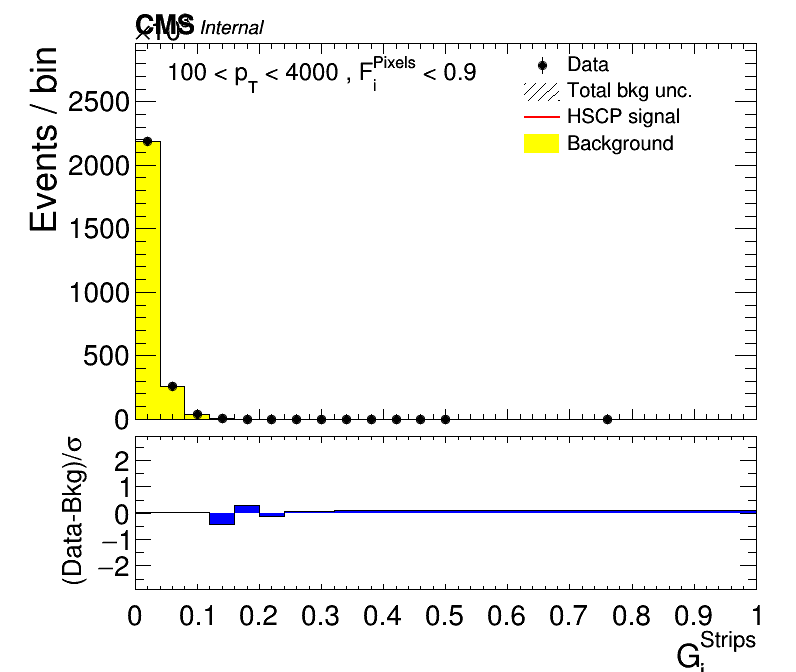 CMS Internal
×10³
100 < p_T < 4000 , F_i^Pixels < 0.9
Data
Total bkg unc.
HSCP signal
Background
Events / bin
2500
2000
1500
1000
500
0
(Data-Bkg)/σ
2
1
0
−1
−2
0 0.1 0.2 0.3 0.4 0.5 0.6 0.7 0.8 0.9 1
G_i^Strips